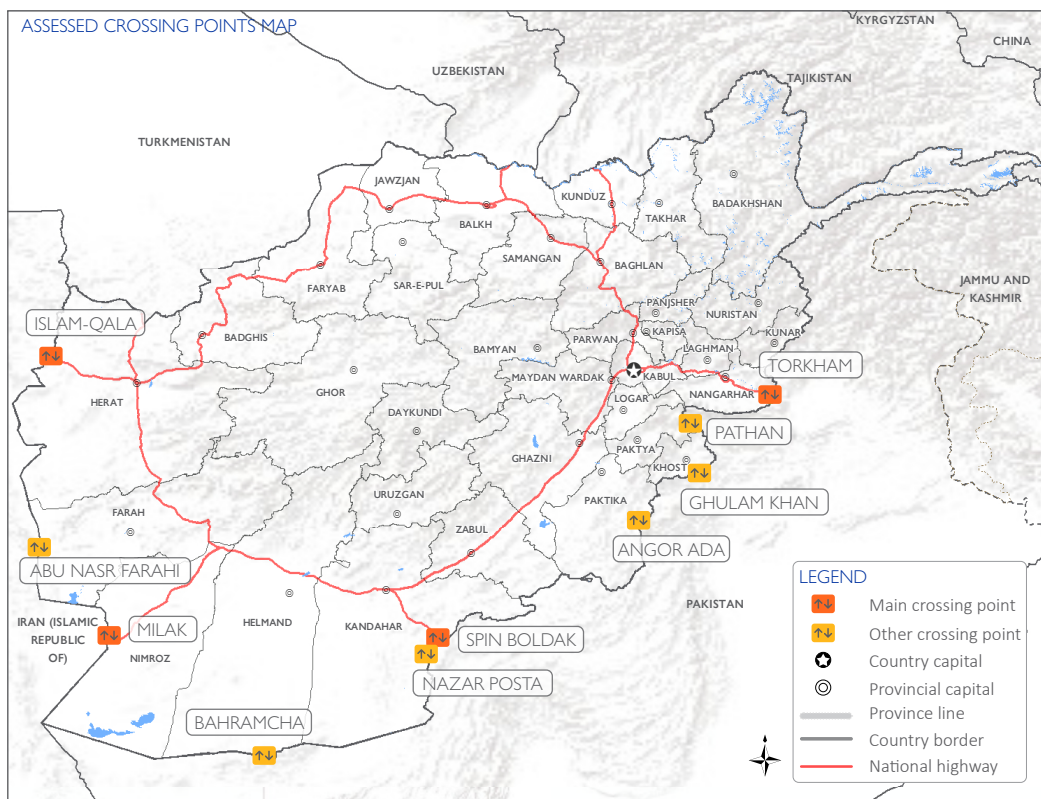 ASSESSED CROSSING POINTS MAP
KYRGYZSTAN
CHINA
UZBEKISTAN
TAJIKISTAN
TURKMENISTAN
JAWZJAN
KUNDUZ
BALKH
TAKHAR
BADAKHSHAN
SAMANGAN
BAGHLAN
FARYAB
SAR-E-PUL
JAMMU AND
KASHMIR
PANJSHER
NURISTAN
ISLAM-QALA
BADGHIS
PARWAN
KAPISA
KUNAR
BAMYAN
LAGHMAN
TORKHAM
GHOR
MAYDAN WARDAK
KABUL
HERAT
LOGAR
NANGARHAR
DAYKUNDI
PATHAN
GHAZNI
PAKTYA
KHOST
URUZGAN
PAKTIKA
GHULAM KHAN
FARAH
ZABUL
ANGOR ADA
ABU NASR FARAHI
LEGEND
Main crossing point
Other crossing point
Country capital
Provincial capital
Province line
Country border
National highway
PAKISTAN
IRAN (ISLAMIC
REPUBLIC
OF)
MILAK
HELMAND
KANDAHAR
SPIN BOLDAK
NIMROZ
NAZAR POSTA
BAHRAMCHA